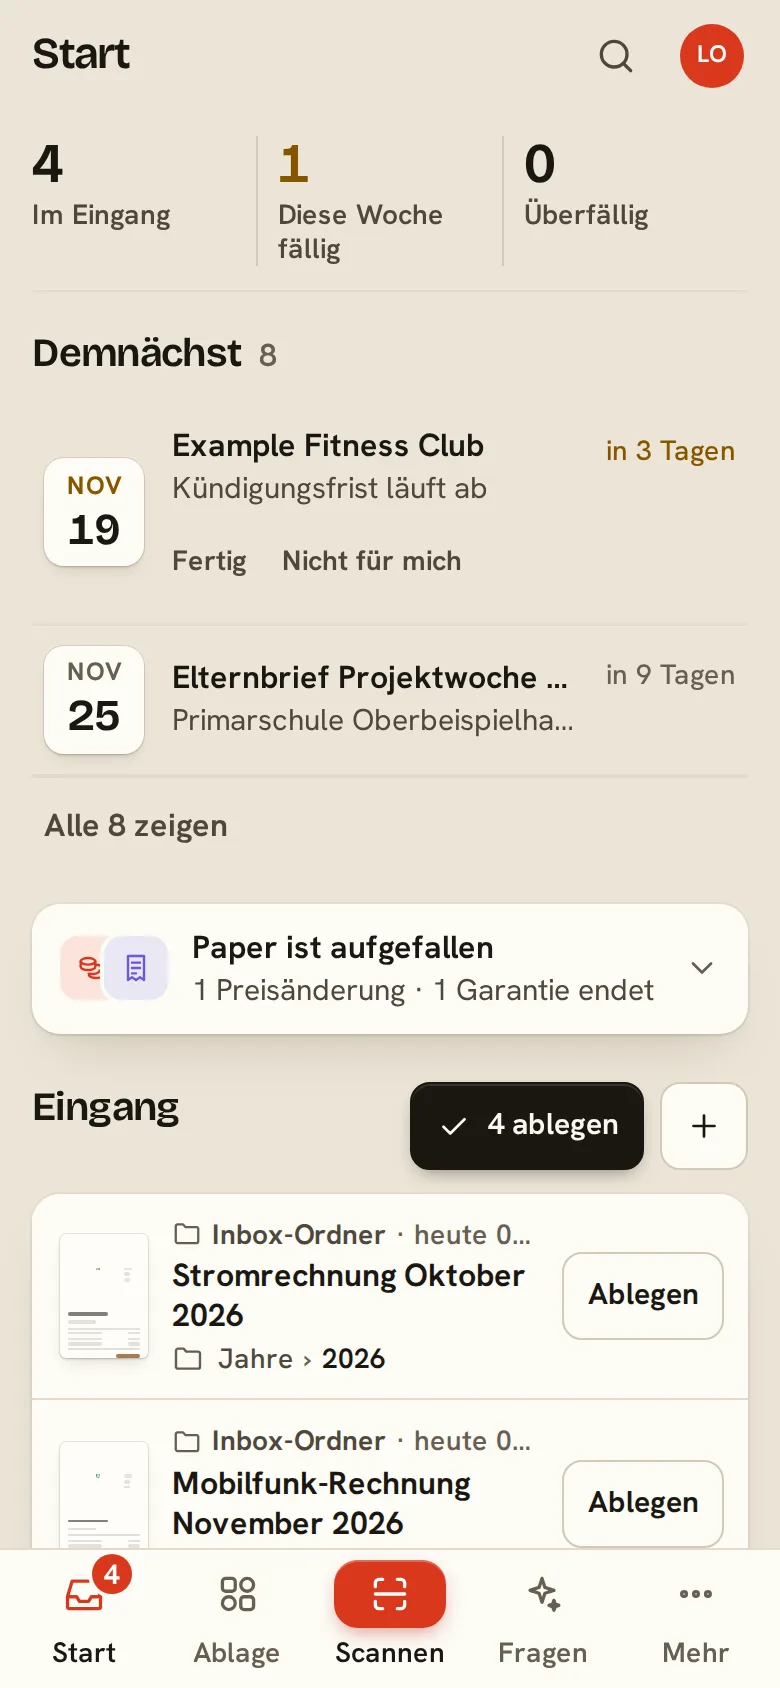 Start
LO
4
Im Eingang
1
Diese Woche
fällig
0
Überfällig
Demnächst 8
NOV
19
Example Fitness Club
in 3 Tagen
Kündigungsfrist läuft ab
Fertig Nicht für mich
NOV
25
Elternbrief Projektwoche ...
in 9 Tagen
Primarschule Oberbeispielha...
Alle 8 zeigen
Paper ist aufgefallen
1 Preisänderung · 1 Garantie endet
Eingang
4 ablegen
Inbox-Ordner · heute 0...
Stromrechnung Oktober
2026
Jahre › 2026
Ablegen
Inbox-Ordner · heute 0...
Mobilfunk-Rechnung
November 2026
Ablegen
4
Start
Ablage
Scannen
Fragen
Mehr